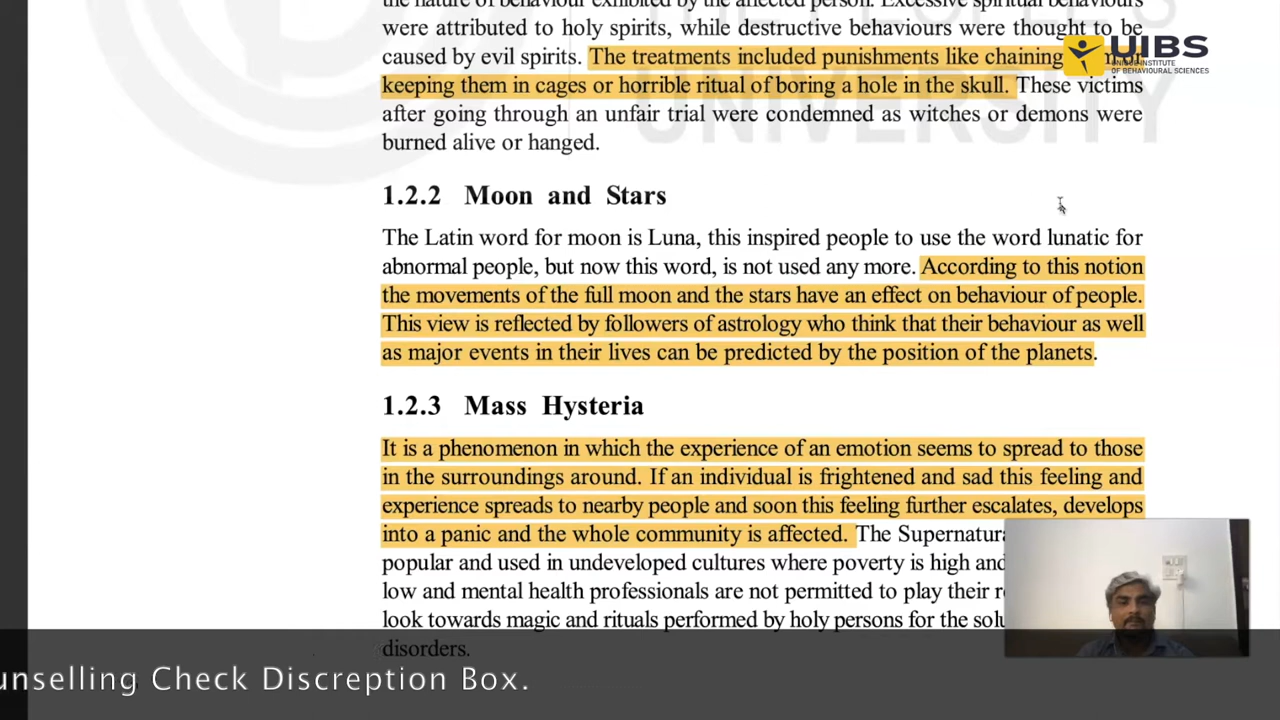 the nature of behaviour exhibited by the affected person. Excessive spiritual behaviours
were attributed to holy spirits, while destructive behaviours were thought to be
caused by evil spirits. The treatments included punishments like chaining
keeping them in cages or horrible ritual of boring a hole in the skull. These victims
after going through an unfair trial were condemned as witches or demons were
burned alive or hanged.
UIBS
UNIQUE INSTITUTE
OF BEHAVIOURAL SCIENCES
UNIVERSITY
1.2.2 Moon and Stars
The Latin word for moon is Luna, this inspired people to use the word lunatic for
abnormal people, but now this word, is not used any more. According to this notion
the movements of the full moon and the stars have an effect on behaviour of people.
This view is reflected by followers of astrology who think that their behaviour as well
as major events in their lives can be predicted by the position of the planets.
1.2.3 Mass Hysteria
It is a phenomenon in which the experience of an emotion seems to spread to those
in the surroundings around. If an individual is frightened and sad this feeling and
experience spreads to nearby people and soon this feeling further escalates, develops
into a panic and the whole community is affected. The
popular and used in undeveloped cultures where poverty is high
low and mental health professionals are not permitted to play their
look towards magic and rituals performed by holy persons for the
disorders.
Check Discreption Box.